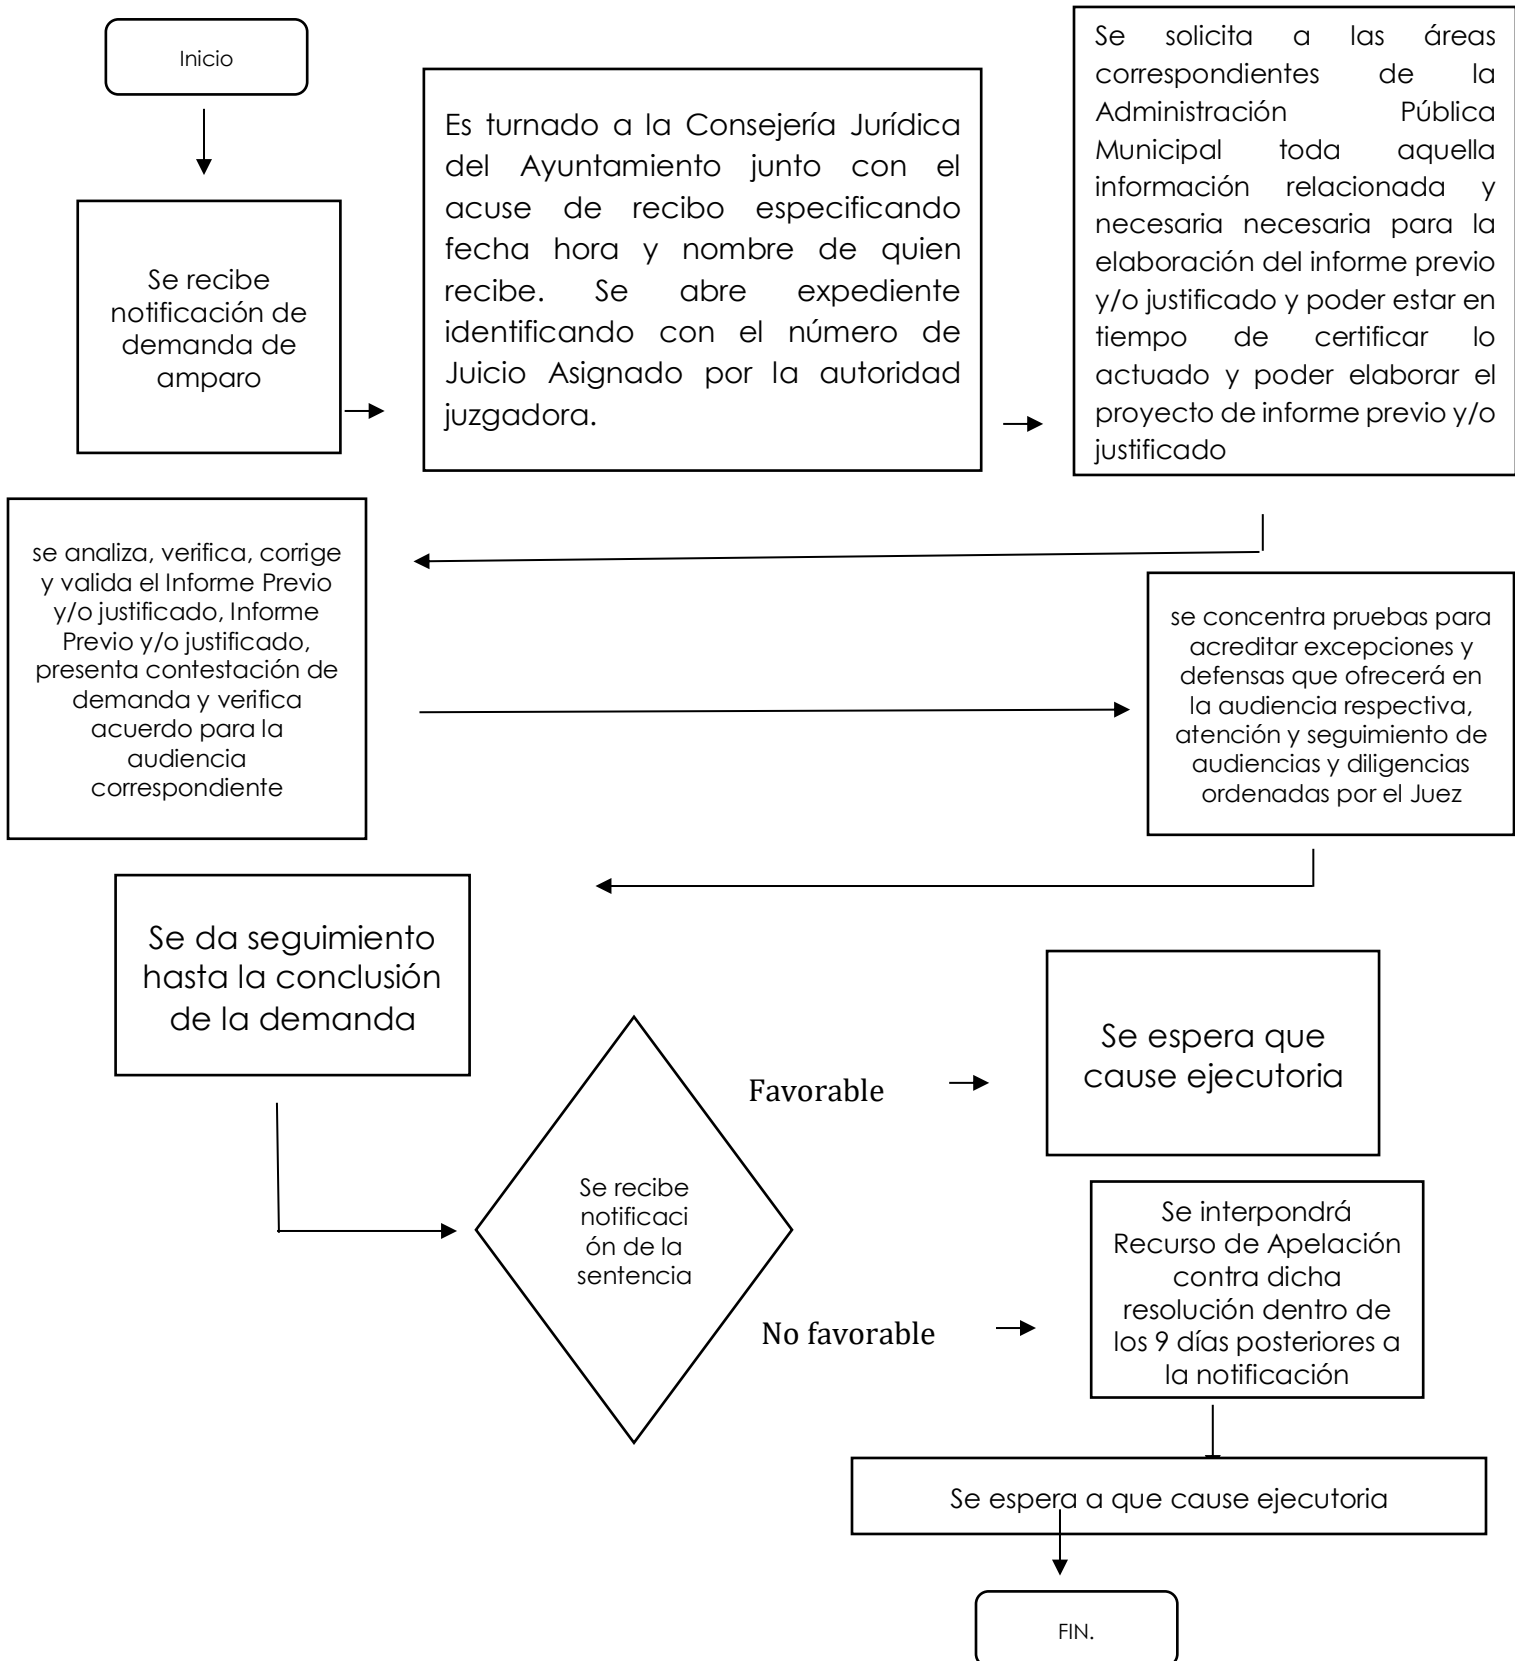 Inicio
Se recibe
notificación de
demanda de
amparo
Es turnado a la Consejería Jurídica
del Ayuntamiento junto con el
acuse de recibo especificando
fecha hora y nombre de quien
recibe. Se abre expediente
identificando con el número de
Juicio Asignado por la autoridad
juzgadora.
Se solicita a las áreas
correspondientes de la
Administración Pública
Municipal toda aquella
información relacionada y
necesaria necesaria para la
elaboración del informe previo
y/o justificado y poder estar en
tiempo de certificar lo
actuado y poder elaborar el
proyecto de informe previo y/o
justificado
se analiza, verifica, corrige
y valida el Informe Previo
y/o justificado, Informe
Previo y/o justificado,
presenta contestación de
demanda y verifica
acuerdo para la
audiencia
correspondiente
se concentra pruebas para
acreditar excepciones y
defensas que ofrecerá en
la audiencia respectiva,
atención y seguimiento de
audiencias y diligencias
ordenadas por el Juez
Se da seguimiento
hasta la conclusión
de la demanda
Se recibe
notificaci
ón de la
sentencia
Favorable
Se espera que
cause ejecutoria
No favorable
Se interpondrá
Recurso de Apelación
contra dicha
resolución dentro de
los 9 días posteriores a
la notificación
Se espera a que cause ejecutoria
FIN.